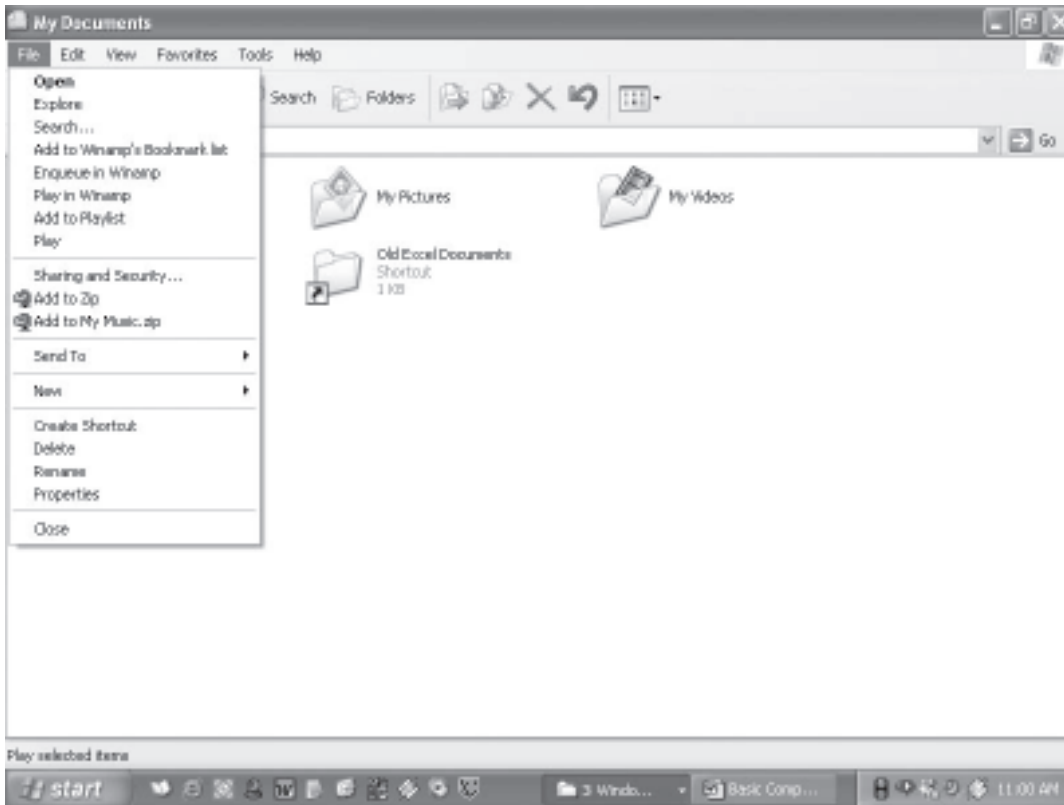 My Documents
File Edit View Favorites Tools Help
Open
Explore
Search...
Add to Winamp's Bookmark list
Enqueue in Winamp
Play in Winamp
Add to Playlist
Play
Sharing and Security...
Add to Zip
Add to My Music.zip
Send To
New
Create Shortcut
Delete
Rename
Properties
Close
Search Folders
Go
My Pictures
My Videos
Old Excel Documents
Shortcut
1 KB
Play selected items
start
3 Windo...
Basic Comp...
11:00 AM